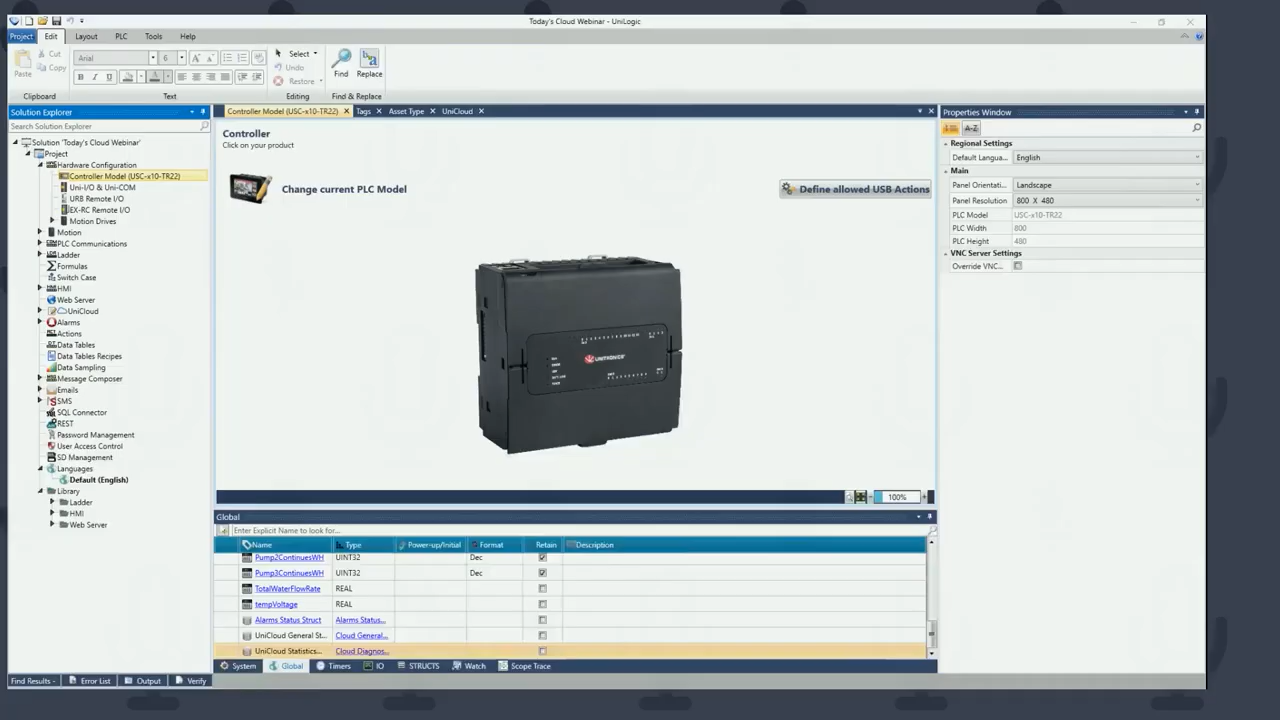 Today's Cloud Webinar - UniLogic
Project Edit Layout PLC Tools Help
Paste
Cut
Copy
Clipboard
Arial 6
B I U
Text
Select
Undo
Restore
Editing
Find
Replace
Find & Replace
Solution Explorer
Search Solution Explorer
Solution 'Today's Cloud Webinar'
Project
Hardware Configuration
Controller Model (USC-x10-TR22)
Uni-I/O & Uni-COM
URB Remote I/O
EX-RC Remote I/O
Motion Drives
Motion
PLC Communications
Ladder
Formulas
Switch Case
HMI
Web Server
UniCloud
Alarms
Actions
Data Tables
Data Tables Recipes
Data Sampling
Message Composer
Emails
SMS
SQL Connector
REST
Password Management
User Access Control
SD Management
Languages
Default (English)
Library
Ladder
HMI
Web Server
Controller Model (USC-x10-TR22) Tags Asset Type UniCloud
Controller
Click on your product
Change current PLC Model
Define allowed USB Actions
UNITRONICS
100%
Global
Enter Explicit Name to look for...
Name Type Power-up/Initial Format Retain Description
Pump2ContinuesWH UINT32 Dec
Pump3ContinuesWH UINT32 Dec
TotalWaterFlowRate REAL
tempVoltage REAL
Alarms Status Struct Alarms Status...
UniCloud General St... Cloud General...
UniCloud Statistics... Cloud Diagnos...
System Global Timers IO STRUCTS Watch Scope Trace
Properties Window
A-Z
Regional Settings
Default Langua... English
Main
Panel Orientati... Landscape
Panel Resolution 800 X 480
PLC Model USC-x10-TR22
PLC Width 800
PLC Height 480
VNC Server Settings
Override VNC...
Find Results - Error List Output Verify